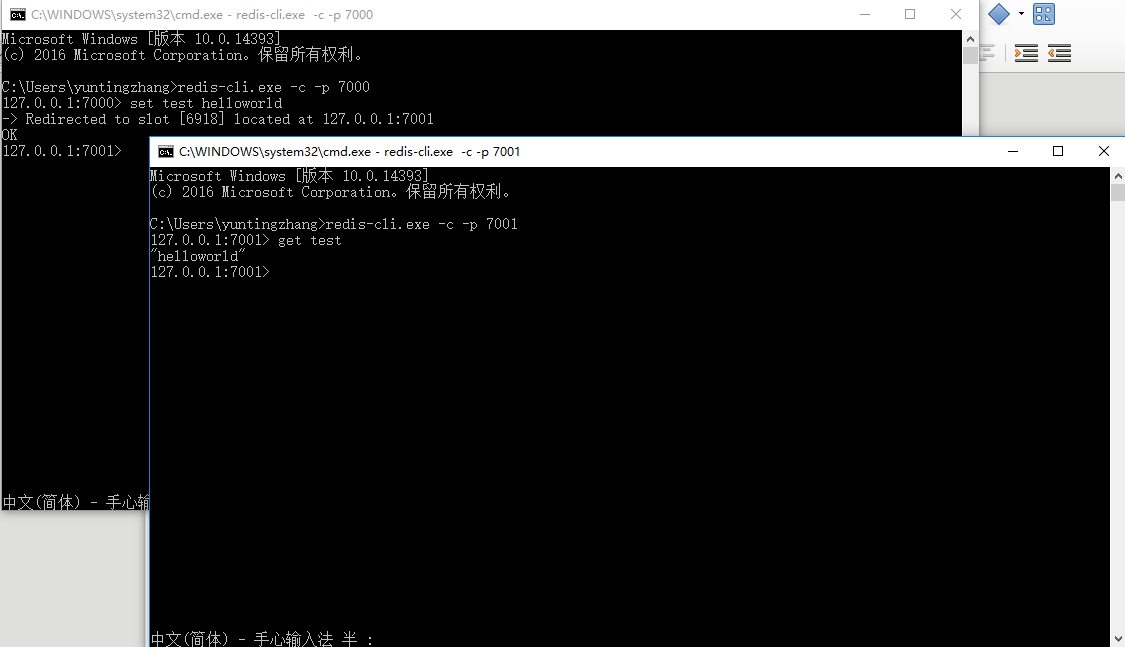 C:\WINDOWS\system32\cmd.exe - redis-cli.exe  -c -p 7000
Microsoft Windows [版本 10.0.14393]
(c) 2016 Microsoft Corporation。保留所有权利。
C:\Users\yuntingzhang>redis-cli.exe -c -p 7000
127.0.0.1:7000> set test helloworld
-> Redirected to slot [6918] located at 127.0.0.1:7001
OK
127.0.0.1:7001>
中文(简体) - 手心输
C:\WINDOWS\system32\cmd.exe - redis-cli.exe  -c -p 7001
Microsoft Windows [版本 10.0.14393]
(c) 2016 Microsoft Corporation。保留所有权利。
C:\Users\yuntingzhang>redis-cli.exe -c -p 7001
127.0.0.1:7001> get test
"helloworld"
127.0.0.1:7001>
中文(简体) - 手心输入法 半 :